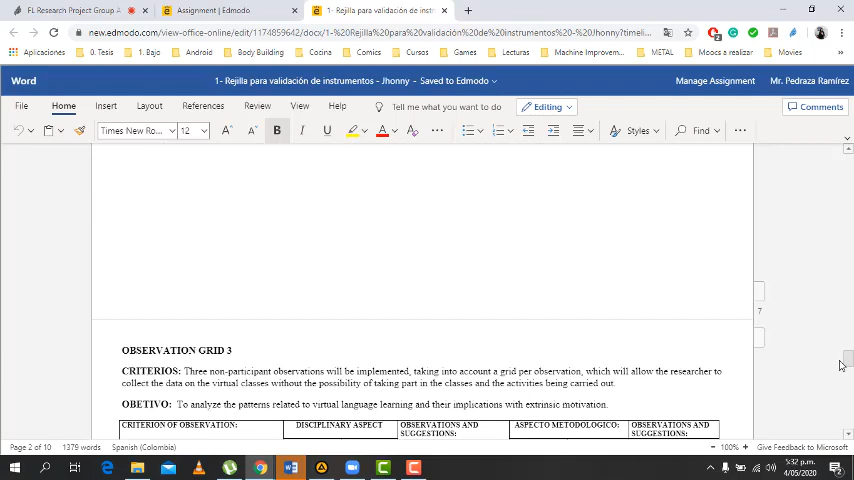 FL Research Project Group A
Assignment | Edmodo
1- Rejilla para validación de instr
new.edmodo.com/view-office-online/edit/1174859642/docx/1-%20Rejilla%20para%20validación%20de%20instrumentos%20-%20Jhonny?timeli...
Aplicaciones 0. Tesis 1. Bajo Android Body Building Cocina Comics Cursos Games Lecturas Machine Improvem... METAL Moocs a realizar Movies
Word 1- Rejilla para validación de instrumentos - Jhonny - Saved to Edmodo Manage Assignment Mr. Pedraza Ramírez
File Home Insert Layout References Review View Help Tell me what you want to do Editing Comments
Times New Ro... 12 A A B I U A A Styles Find
7
OBSERVATION GRID 3
CRITERIOS: Three non-participant observations will be implemented, taking into account a grid per observation, which will allow the researcher to
collect the data on the virtual classes without the possibility of taking part in the classes and the activities being carried out.
OBETIVO: To analyze the patterns related to virtual language learning and their implications with extrinsic motivation.
CRITERION OF OBSERVATION: DISCIPLINARY ASPECT OBSERVATIONS AND ASPECTO METODOLOGICO: OBSERVATIONS AND
SUGGESTIONS: SUGGESTIONS:
Page 2 of 10 1379 words Spanish (Colombia) 100% Give Feedback to Microsoft
5:32 p. m.
4/05/2020